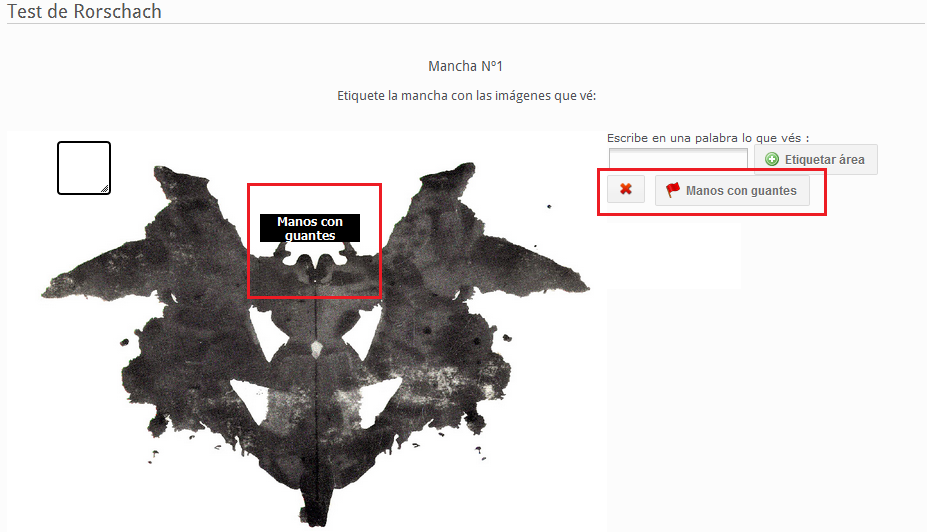 Test de Rorschach
Mancha Nº1
Etiquete la mancha con las imágenes que vé:
Escribe en una palabra lo que vés :
Etiquetar área
Manos con guantes
Manos con
guantes